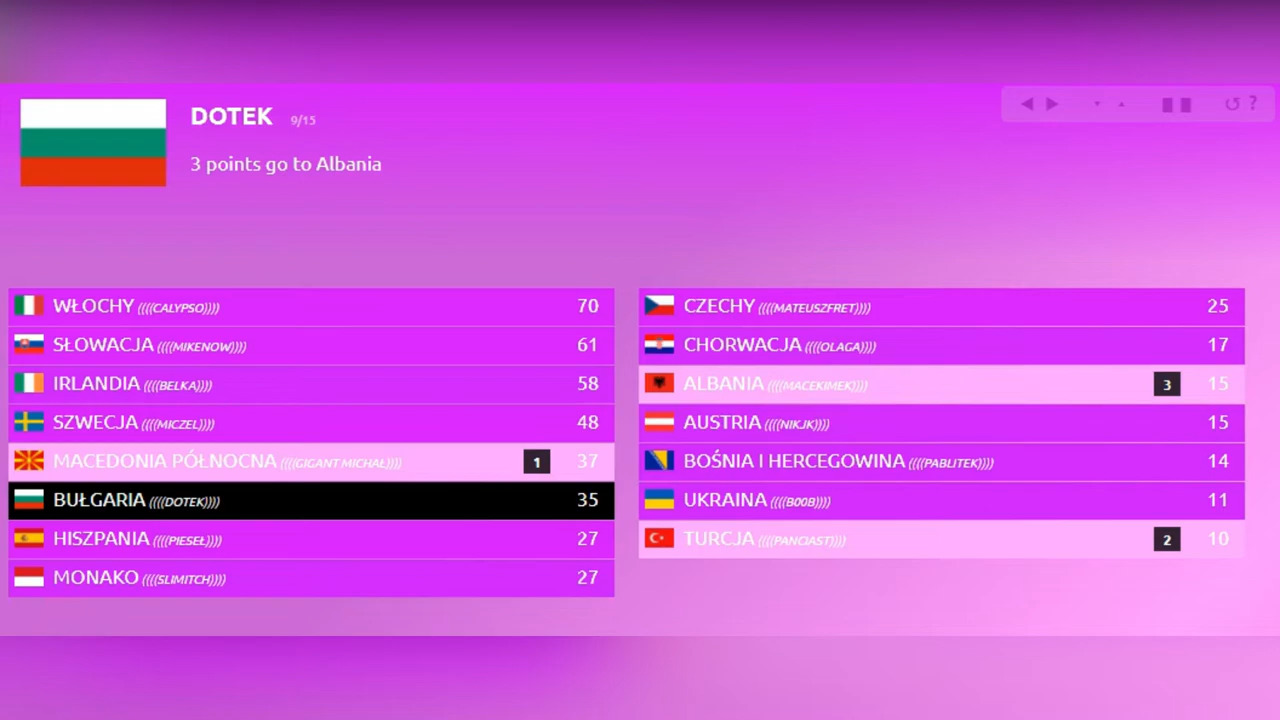 DOTEK 9/15
3 points go to Albania
?
WŁOCHY ((((CALYPSO)))) 70
SŁOWACJA ((((MIKENOW)))) 61
IRLANDIA ((((BELKA)))) 58
SZWECJA ((((MICZEL)))) 48
MACEDONIA PÓŁNOCNA ((((GIGANT MICHAŁ)))) 1 37
BUŁGARIA ((((DOTEK)))) 35
HISZPANIA ((((PIESEŁ)))) 27
MONAKO ((((SLIMITCH)))) 27
CZECHY ((((MATEUSZFRET)))) 25
CHORWACJA ((((OLAGA)))) 17
ALBANIA ((((MACEKIMEK)))) 3 15
AUSTRIA ((((NIKJK)))) 15
BOŚNIA I HERCEGOWINA ((((PABLITEK)))) 14
UKRAINA ((((B00B)))) 11
TURCJA ((((PANCIAST)))) 2 10